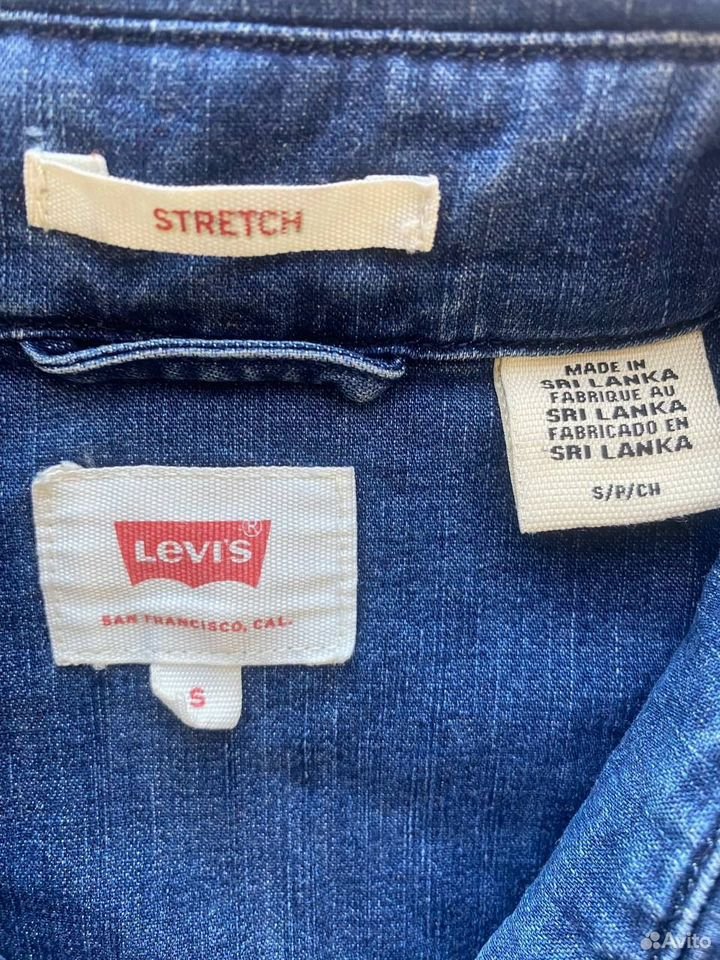 STRETCH
MADE IN
SRI LANKA
FABRIQUE AU
SRI LANKA
FABRICADO EN
SRI LANKA
S/P/CH
LEVI'S®
SAN FRANCISCO, CAL.
S
Avito